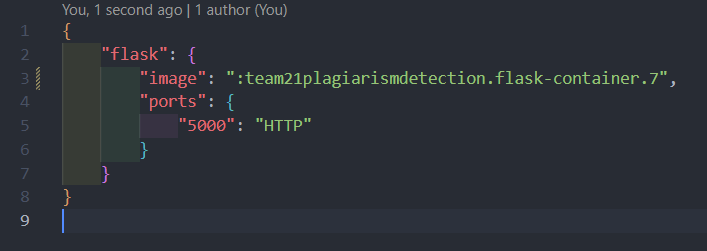 You, 1 second ago | 1 author (You)
1 {
2 "flask": {
3 "image": ":team21plagiarismdetection.flask-container.7",
4 "ports": {
5 "5000": "HTTP"
6 }
7 }
8 }
9